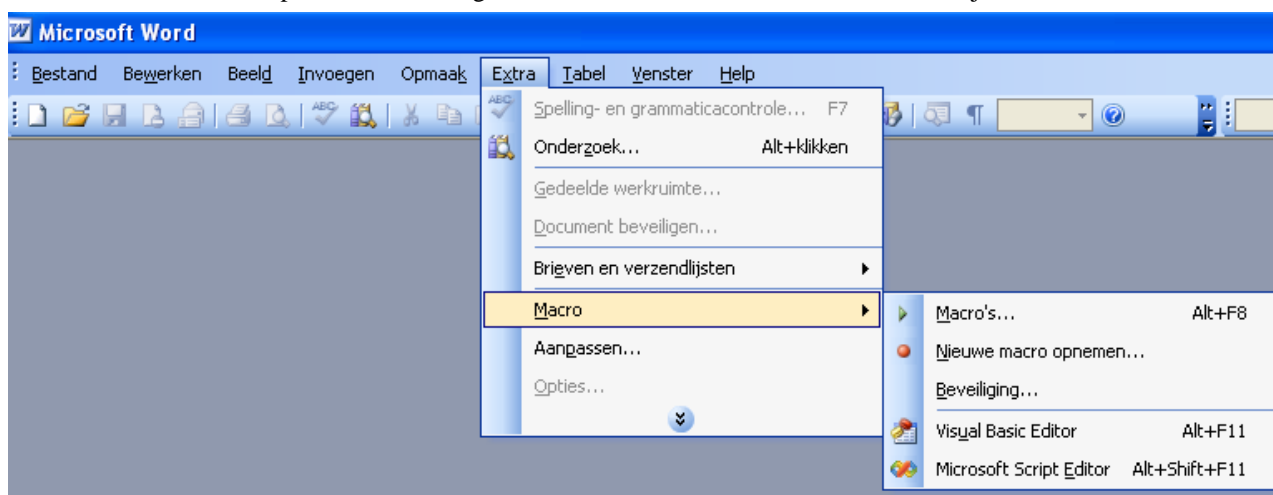 Microsoft Word
Bestand Bewerken Beeld Invoegen Opmaak Extra Tabel Venster Help
Spelling- en grammaticacontrole... F7
Onderzoek... Alt+klikken
Gedeelde werkruimte...
Document beveiligen...
Brieven en verzendlijsten
Macro
Macro's... Alt+F8
Aanpassen...
Nieuwe macro opnemen...
Opties...
Beveiliging...
Visual Basic Editor Alt+F11
Microsoft Script Editor Alt+Shift+F11